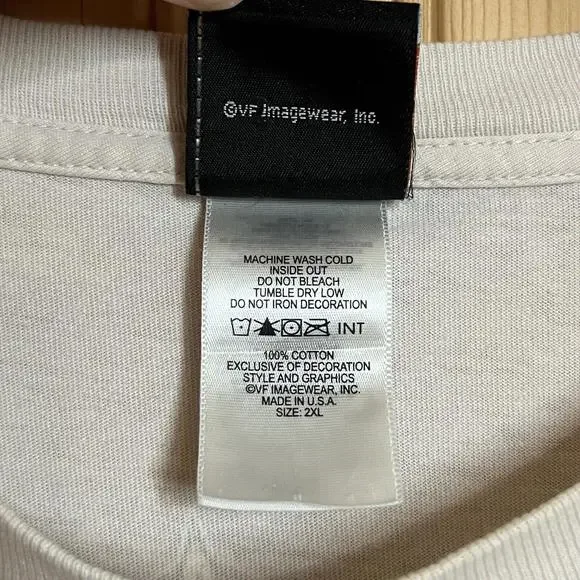 ©VF Imagewear, Inc.
MACHINE WASH COLD
INSIDE OUT
DO NOT BLEACH
TUMBLE DRY LOW
DO NOT IRON DECORATION
INT
100% COTTON
EXCLUSIVE OF DECORATION
STYLE AND GRAPHICS
©VF IMAGEWEAR, INC.
MADE IN U.S.A.
SIZE: 2XL